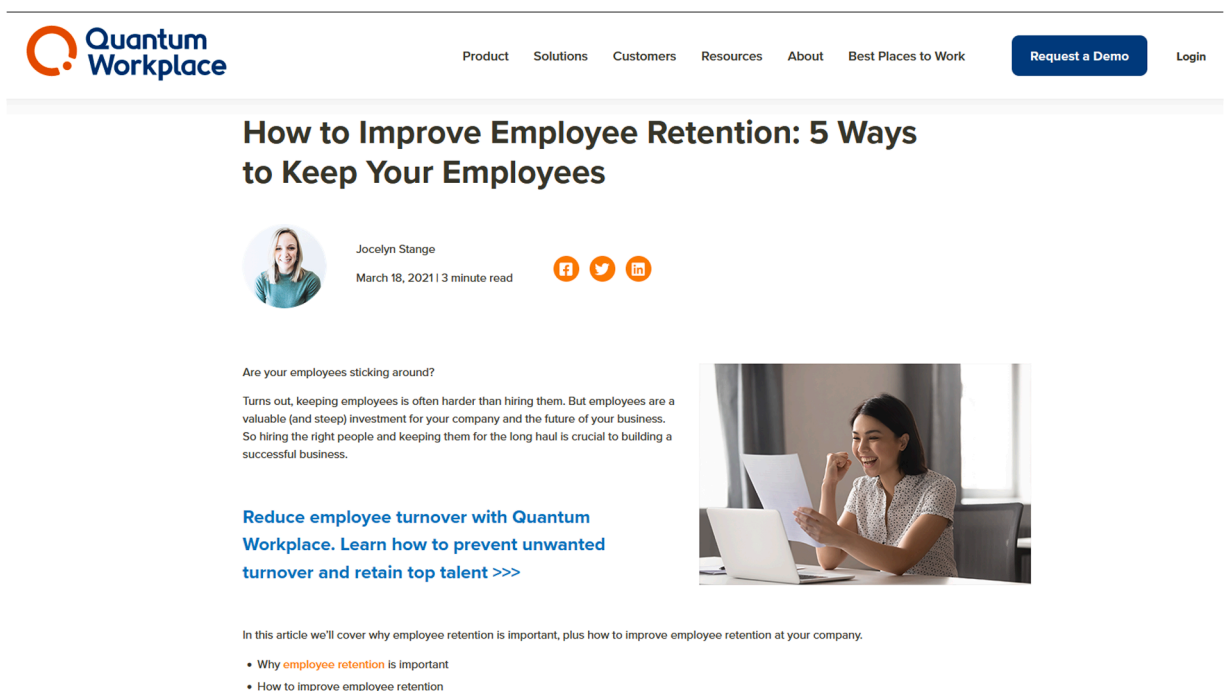 Quantum
Workplace
Product Solutions Customers Resources About Best Places to Work Request a Demo Login
How to Improve Employee Retention: 5 Ways
to Keep Your Employees
Jocelyn Stange
March 18, 2021 | 3 minute read
Are your employees sticking around?
Turns out, keeping employees is often harder than hiring them. But employees are a
valuable (and steep) investment for your company and the future of your business.
So hiring the right people and keeping them for the long haul is crucial to building a
successful business.
Reduce employee turnover with Quantum
Workplace. Learn how to prevent unwanted
turnover and retain top talent >>>
In this article we'll cover why employee retention is important, plus how to improve employee retention at your company.
• Why employee retention is important
• How to improve employee retention